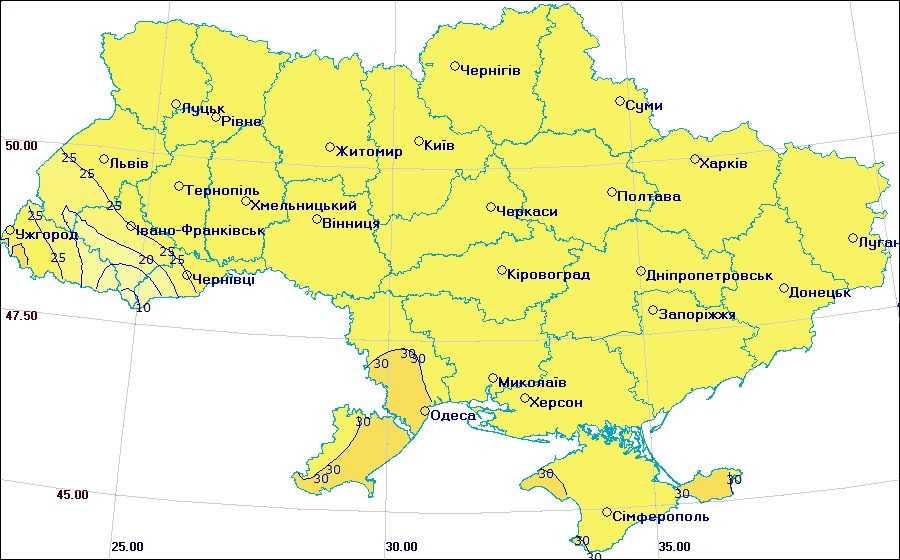 Чернігів
Луцьк
Рівне
Суми
50.00
25
Львів
Житомир
Київ
Харків
25
Тернопіль
Хмельницький
Полтава
25
Черкаси
25
Вінниця
Ужгород
Івано-Франківськ
Луган
25
25
20
25
Чернівці
Кіровоград
Дніпропетровськ
Донецьк
10
47.50
Запоріжжя
30
30
30
Миколаїв
Херсон
Одеса
30
30
30
30
30
30
45.00
Сімферополь
30
30
25.00
30.00
35.00